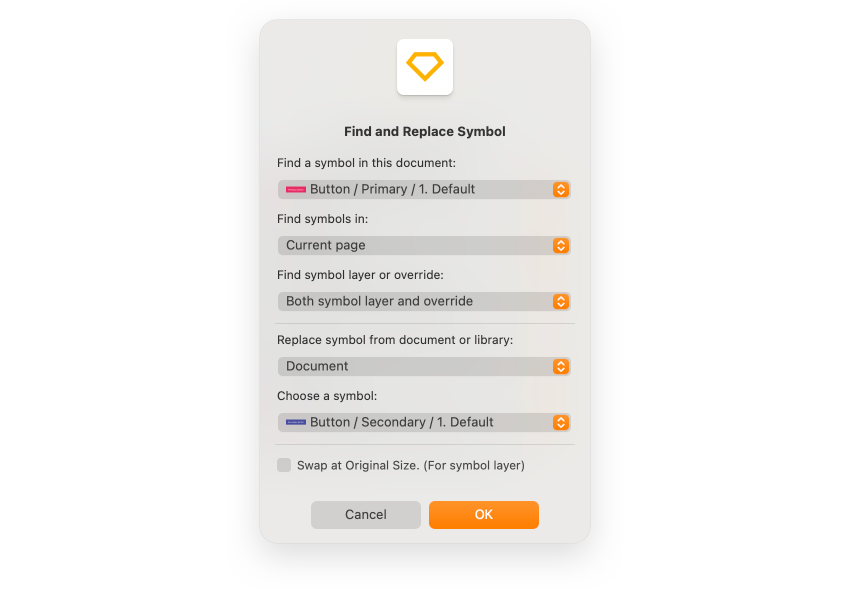 Find and Replace Symbol
Find a symbol in this document:
Button / Primary / 1. Default
Find symbols in:
Current page
Find symbol layer or override:
Both symbol layer and override
Replace symbol from document or library:
Document
Choose a symbol:
Button / Secondary / 1. Default
Swap at Original Size. (For symbol layer)
Cancel
OK